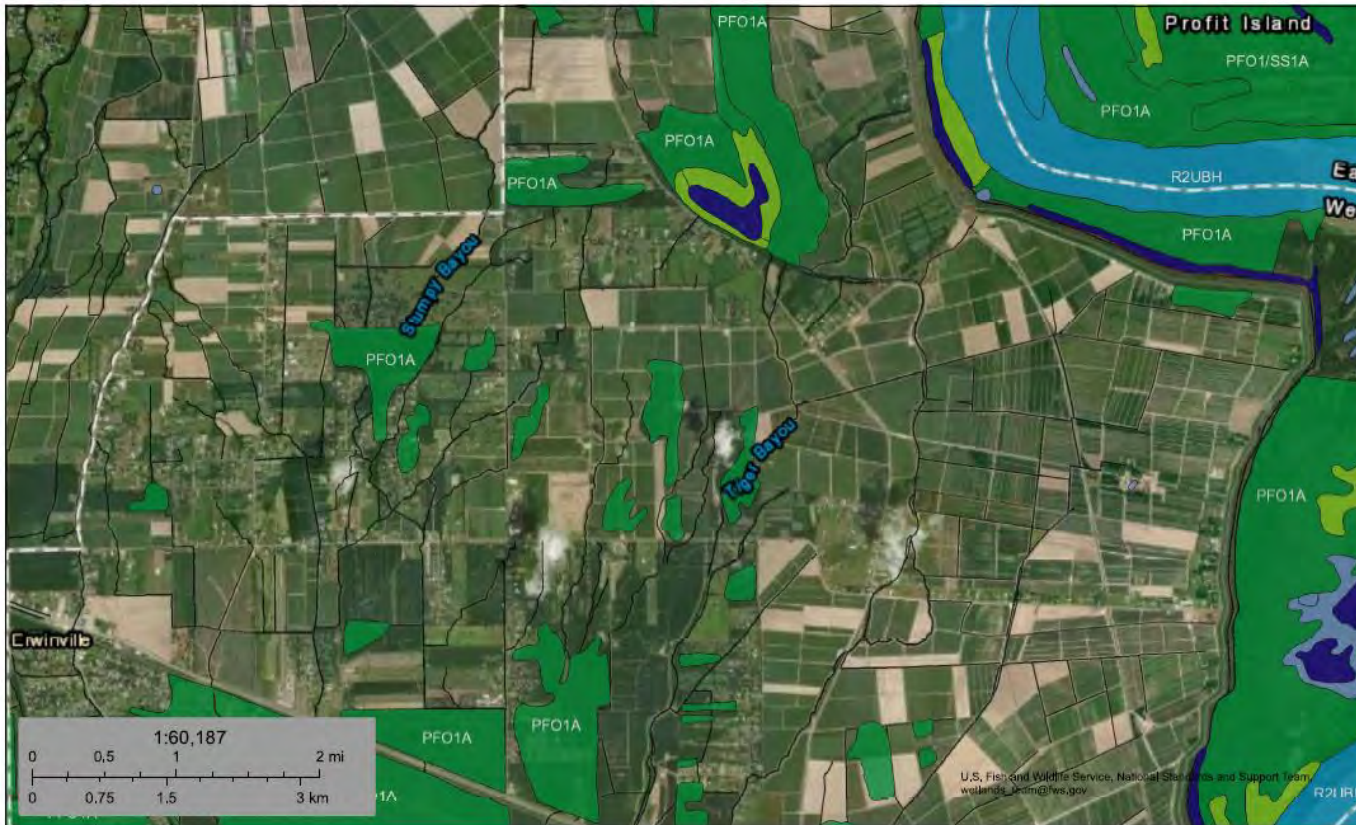 PFO1A
Profit Island
PFO1/SS1A
PFO1A
PFO1A
PFO1A
R2UBH
Ea
We
PFO1A
Stumpy Bayou
PFO1A
Tiger Bayou
PFO1A
Erwinville
1:60,187
0 0.5 1 2 mi
0 0.75 1.5 3 km
PFO1A
PFO1A
U.S. Fish and Wildlife Service, National Standards and Support Team,
wetlands_team@fws.gov